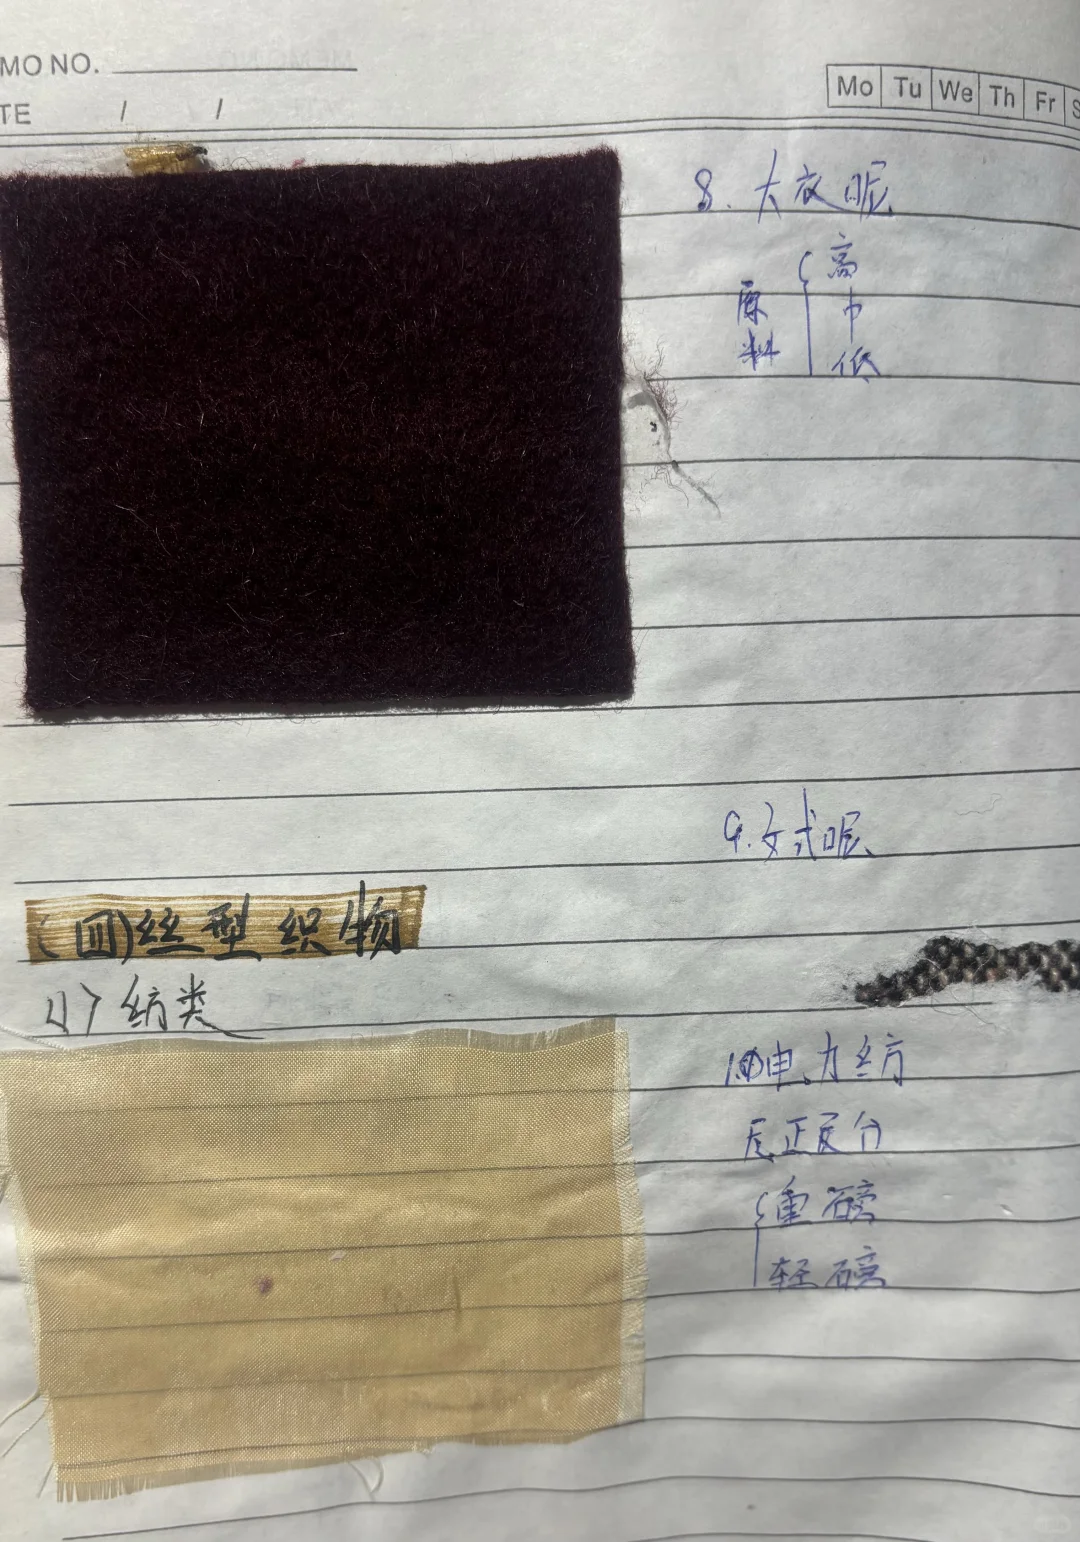 MO NO.
TE / /
Mo Tu We Th Fr S
8. 大衣呢
原料 高
中
低
9. 女式呢
(四)丝型织物
(1)纺类
1.电力纺
无正反分
重磅
轻磅